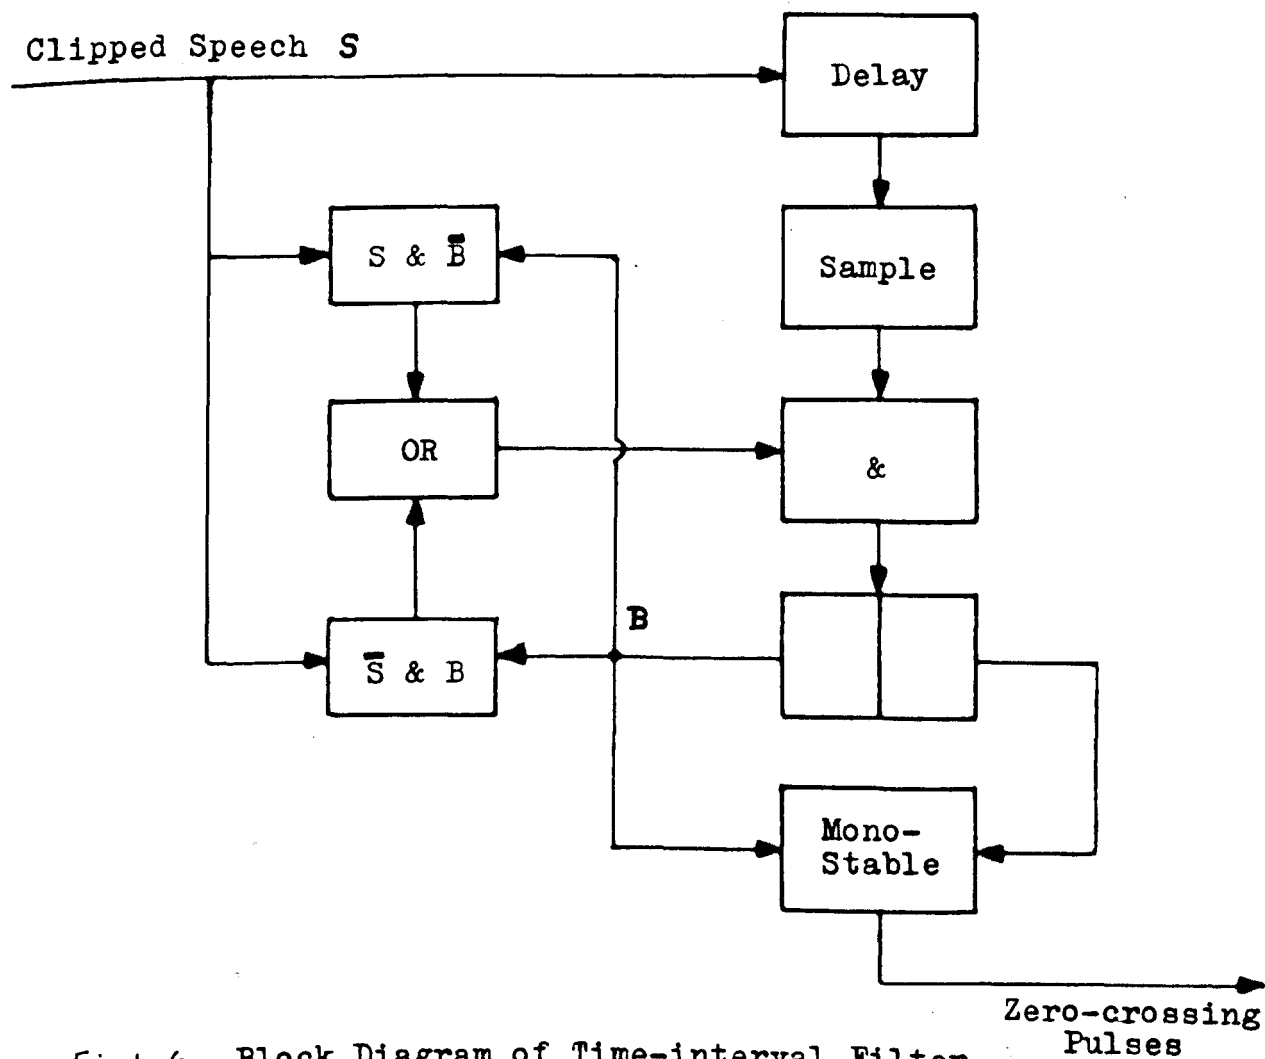 Clipped Speech S
Delay
S & B̄
Sample
OR
&
B
S̄ & B
Mono-
Stable
Zero-crossing
Pulses
Block Diagram of Time-interval Filter